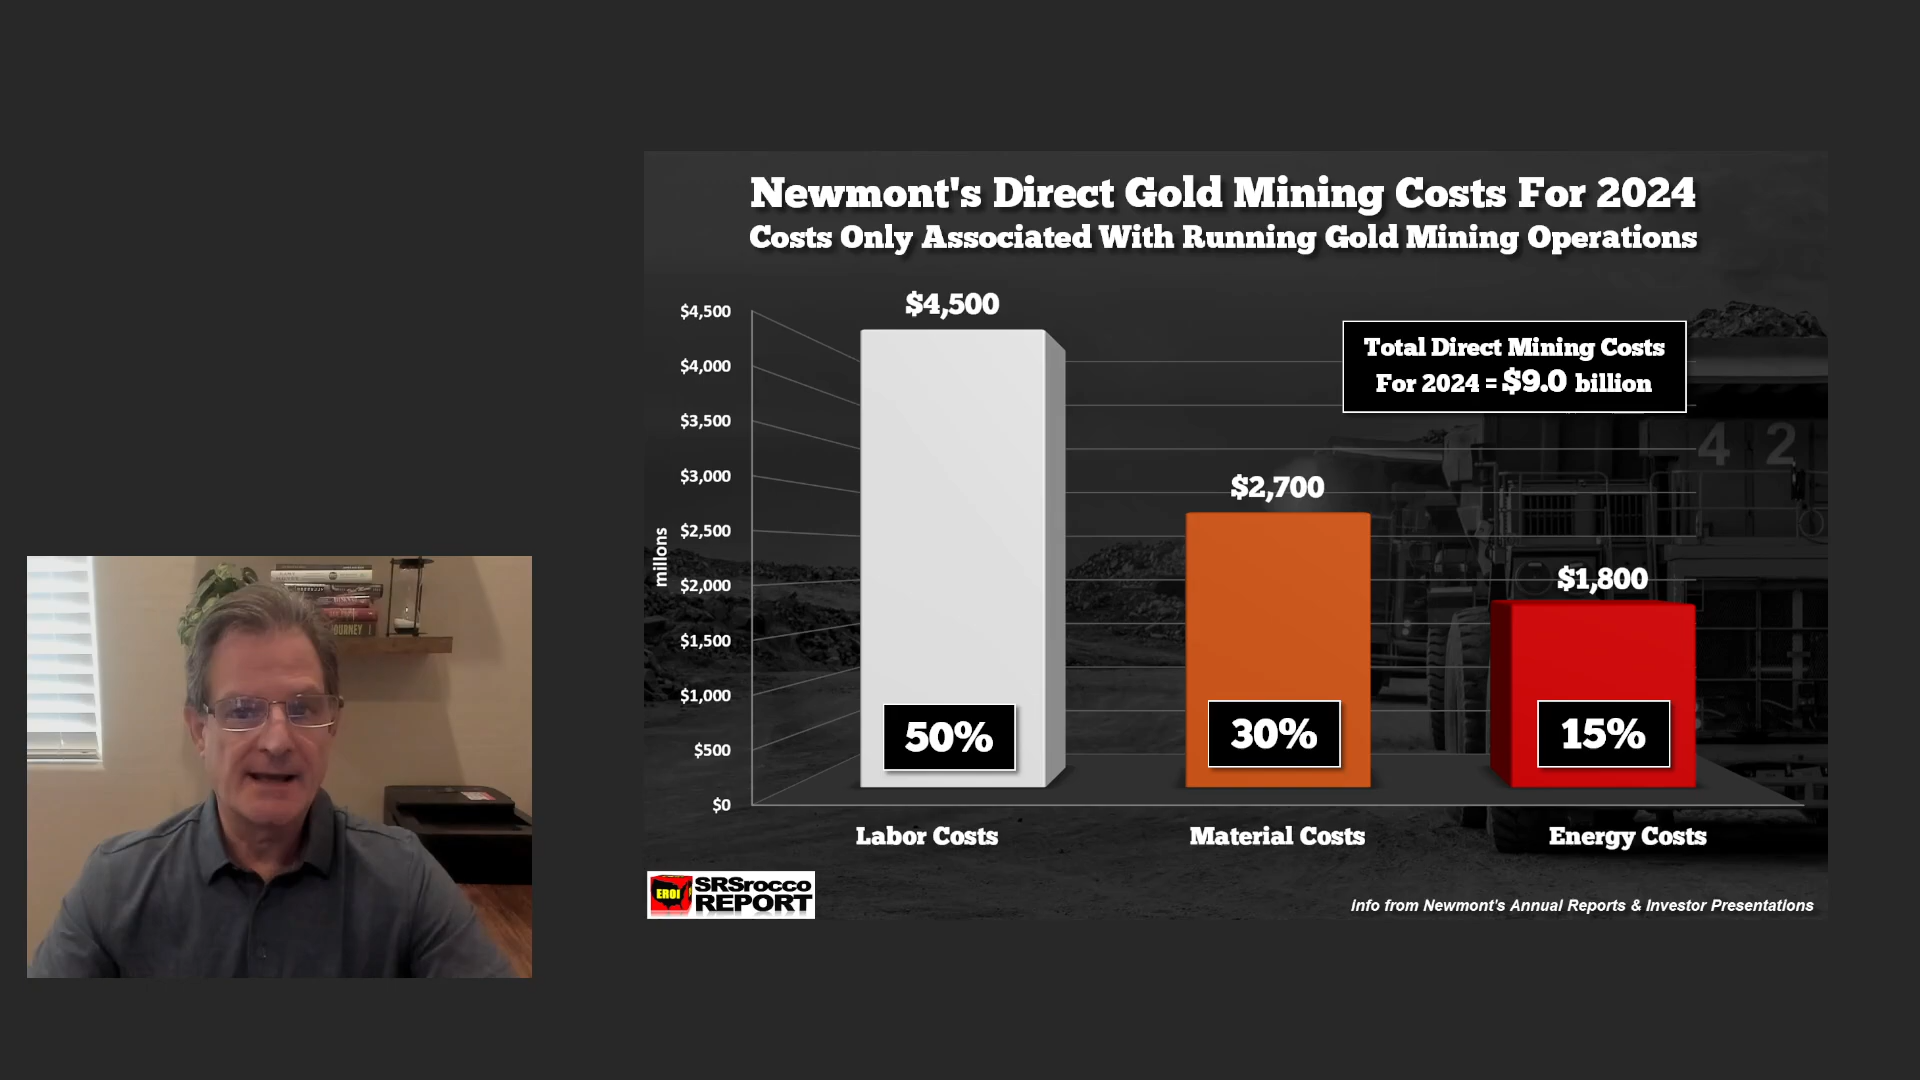 Newmont's Direct Gold Mining Costs For 2024
Costs Only Associated With Running Gold Mining Operations
$4,500
$4,000
$3,500
$3,000
$2,500
$2,000
$1,500
$1,000
$500
$0
millons
$4,500
$2,700
$1,800
Total Direct Mining Costs
For 2024 = $9.0 billion
4 2
50%
30%
15%
Labor Costs
Material Costs
Energy Costs
EROI
SRSrocco
REPORT
info from Newmont's Annual Reports & Investor Presentations